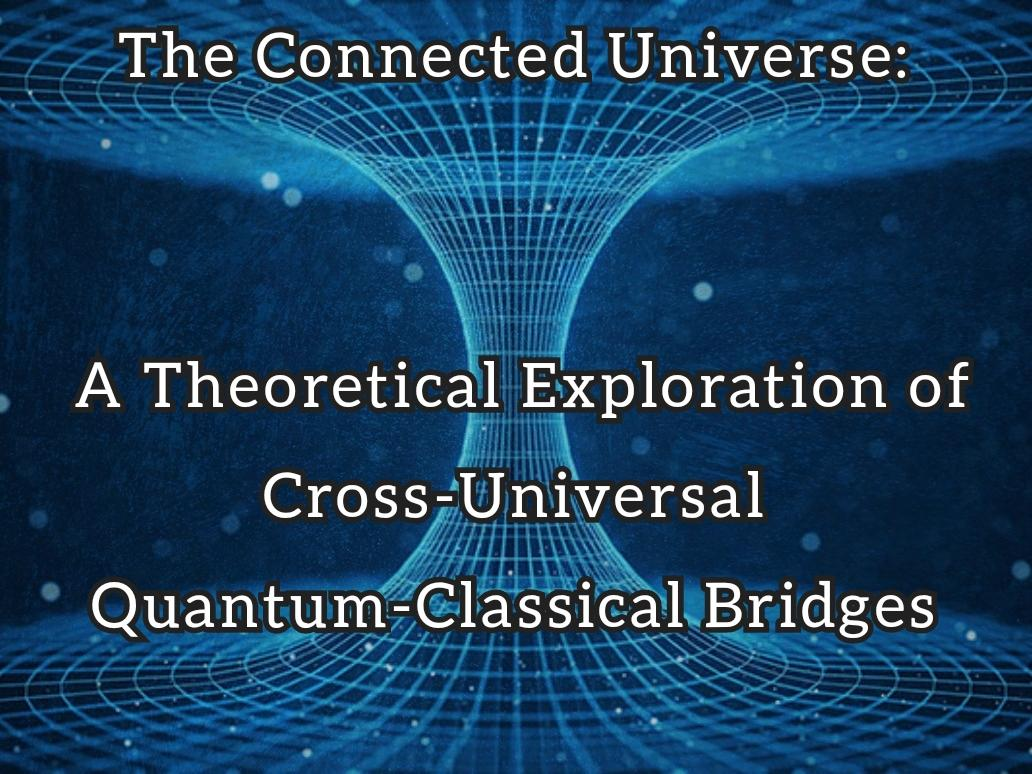 The Connected Universe:
A Theoretical Exploration of
Cross-Universal
Quantum-Classical Bridges